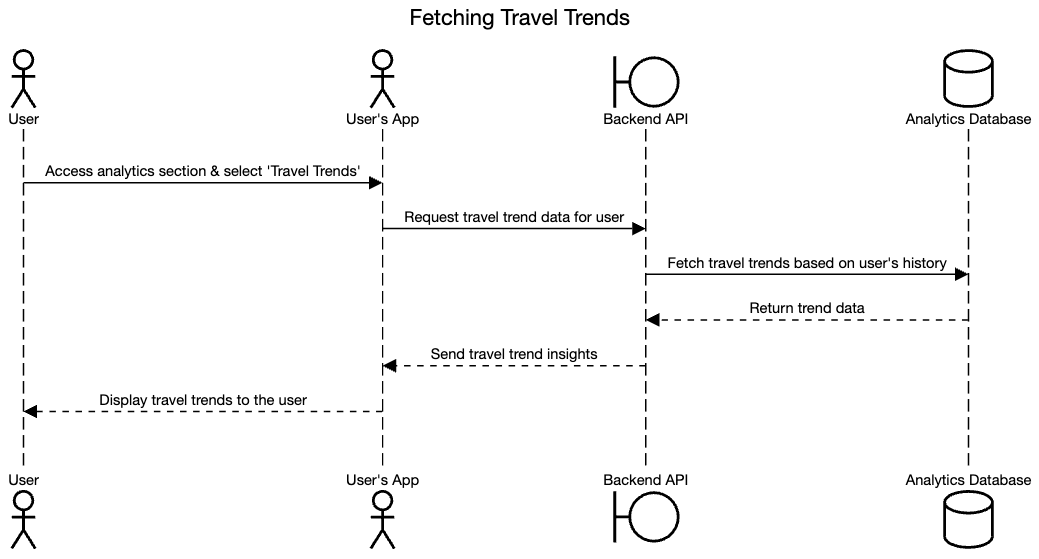 Fetching Travel Trends
User
User's App
Backend API
Analytics Database
Access analytics section & select 'Travel Trends'
Request travel trend data for user
Fetch travel trends based on user's history
Return trend data
Send travel trend insights
Display travel trends to the user
User
User's App
Backend API
Analytics Database